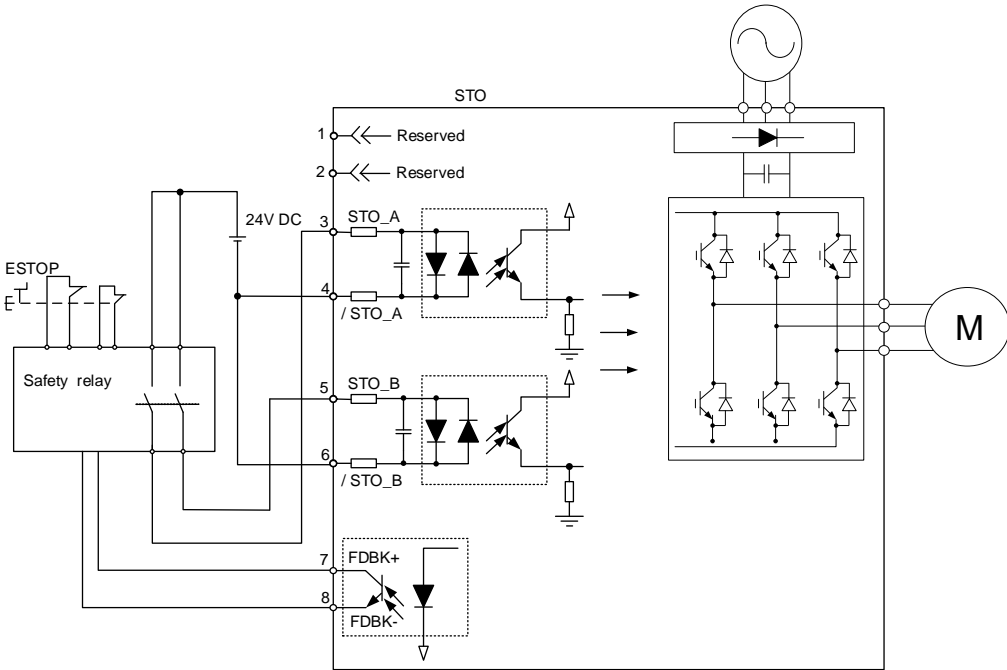 STO
1 Reserved
2 Reserved
24V DC
3 STO_A
ESTOP
4
/ STO_A
Safety relay
5 STO_B
6
/ STO_B
7 FDBK+
8
FDBK-
M